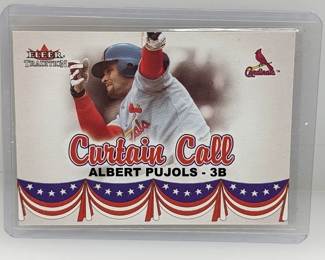 FLEER
TRADITION
Cardinals
Curtain Call
ALBERT PUJOLS - 3B